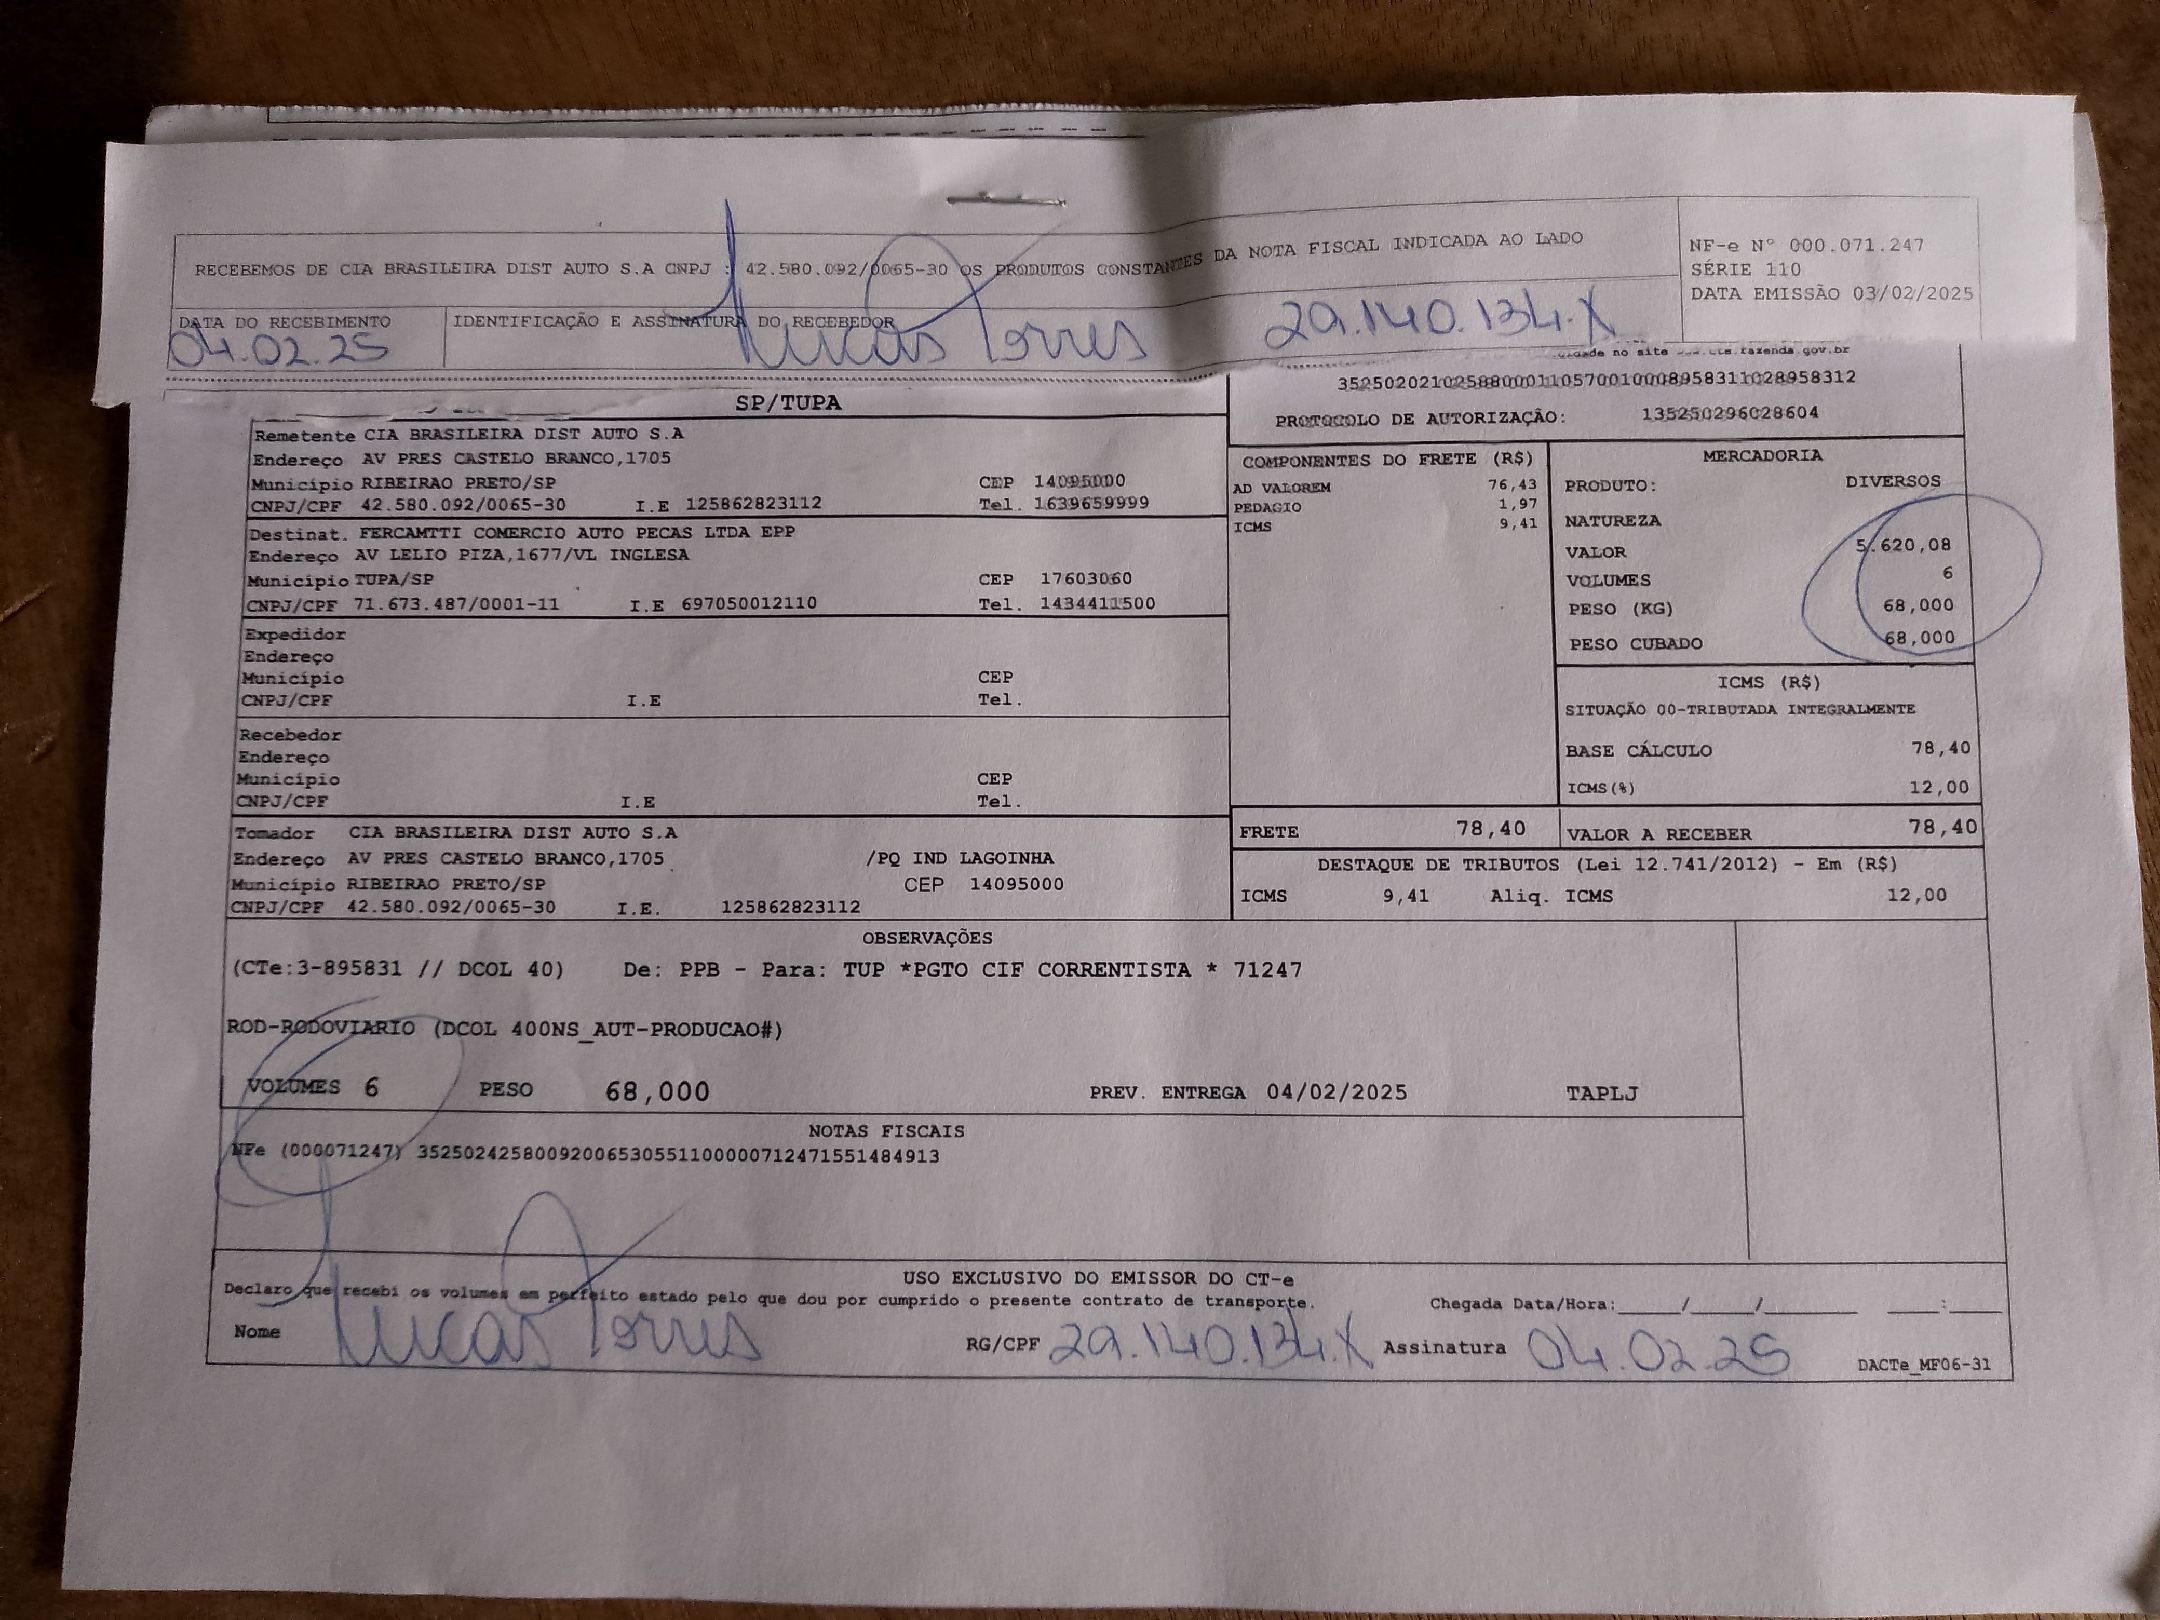 RECEBEMOS DE CIA BRASILEIRA DIST AUTO S.A CNPJ : 42.580.092/0065-30 OS PRODUTOS CONSTANTES DA NOTA FISCAL INDICADA AO LADO
NF-e Nº 000.071.247
SÉRIE 110
DATA EMISSÃO 03/02/2025
DATA DO RECEBIMENTO
04.02.25
IDENTIFICAÇÃO E ASSINATURA DO RECEBEDOR
Lucas Torres 29.140.134.X
no site .fazenda.gov.br
35250202102588000110570010008958311028958312
PROTOCOLO DE AUTORIZAÇÃO: 135250296028604
SP/TUPA
Remetente CIA BRASILEIRA DIST AUTO S.A
Endereço AV PRES CASTELO BRANCO,1705
Município RIBEIRAO PRETO/SP CEP 14095000
CNPJ/CPF 42.580.092/0065-30 I.E 125862823112 Tel. 1639659999
Destinat. FERCAMTTI COMERCIO AUTO PECAS LTDA EPP
Endereço AV LELIO PIZA,1677/VL INGLESA
Município TUPA/SP CEP 17603060
CNPJ/CPF 71.673.487/0001-11 I.E 697050012110 Tel. 1434411500
Expedidor
Endereço
Município CEP
CNPJ/CPF I.E Tel.
Recebedor
Endereço
Município CEP
CNPJ/CPF I.E Tel.
Tomador CIA BRASILEIRA DIST AUTO S.A
Endereço AV PRES CASTELO BRANCO,1705 /PQ IND LAGOINHA
Município RIBEIRAO PRETO/SP CEP 14095000
CNPJ/CPF 42.580.092/0065-30 I.E. 125862823112
COMPONENTES DO FRETE (R$)
AD VALOREM 76,43
PEDAGIO 1,97
ICMS 9,41
MERCADORIA
PRODUTO: DIVERSOS
NATUREZA
VALOR 5.620,08
VOLUMES 6
PESO (KG) 68,000
PESO CUBADO 68,000
ICMS (R$)
SITUAÇÃO 00-TRIBUTADA INTEGRALMENTE
BASE CÁLCULO 78,40
ICMS(%) 12,00
FRETE 78,40 VALOR A RECEBER 78,40
DESTAQUE DE TRIBUTOS (Lei 12.741/2012) - Em (R$)
ICMS 9,41 Aliq. ICMS 12,00
OBSERVAÇÕES
(CTe:3-895831 // DCOL 40) De: PPB - Para: TUP *PGTO CIF CORRENTISTA * 71247
ROD-RODOVIARIO (DCOL 400NS_AUT-PRODUCAO#)
VOLUMES 6 PESO 68,000 PREV. ENTREGA 04/02/2025 TAPLJ
NOTAS FISCAIS
NFe (000071247) 35250242580092006530551100000712471551484913
USO EXCLUSIVO DO EMISSOR DO CT-e
Declaro que recebi os volumes em perfeito estado pelo que dou por cumprido o presente contrato de transporte. Chegada Data/Hora:_____/_____/_______ ____:____
Nome Lucas Torres RG/CPF 29.140.134.X Assinatura 04.02.25 DACTe_MF06-31